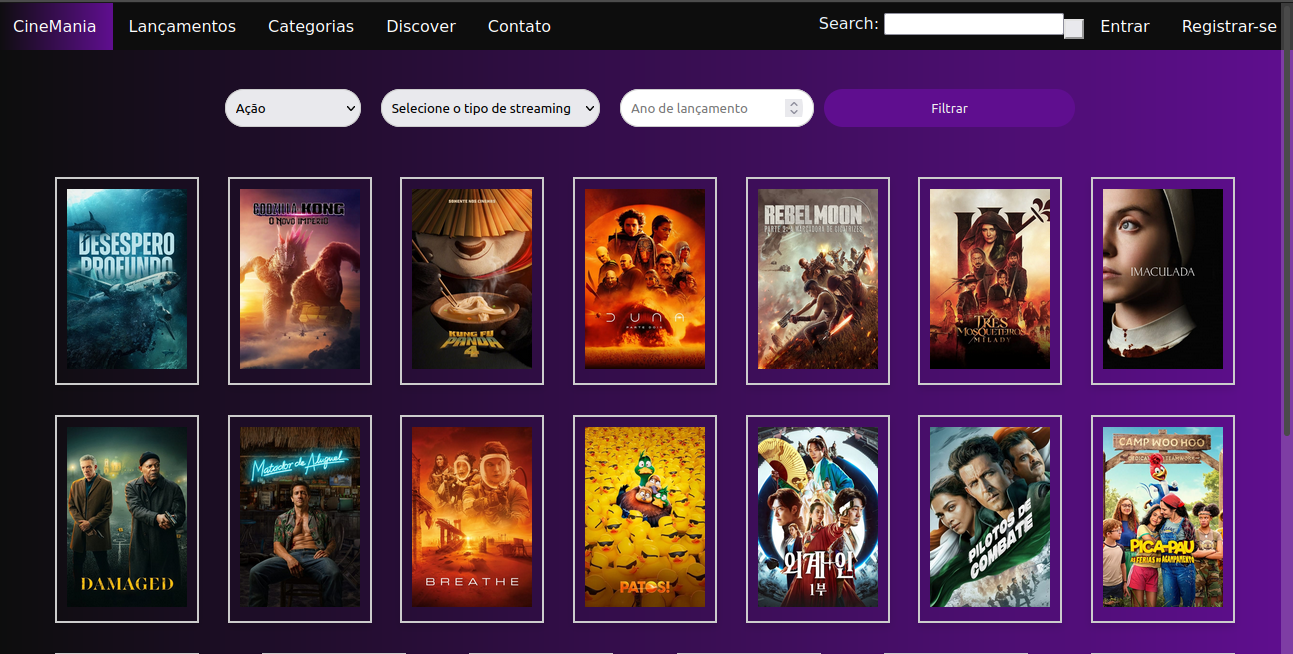 CineMania Lançamentos Categorias Discover Contato Search: Entrar Registrar-se
Ação Selecione o tipo de streaming Ano de lançamento Filtrar
DESESPERO
PROFUNDO
GODZILLA KONG
O NOVO IMPÉRIO
SOMENTE NOS CINEMAS
KUNG FU
PANDA
4
DUNA
PARTE DOIS
REBEL MOON
PARTE 2: A MARCADORA DE CICATRIZES
OS TRÊS
MOSQUETEIROS
MILADY
IMACULADA
DAMAGED
Matador de Aluguel
BREATHE
PATOS!
외계+인
1부
PILOTOS DE
COMBATE
CAMP WOO HOO
TEAMWORK
PICA-PAU
AS FÉRIAS NO ACAMPAMENTO